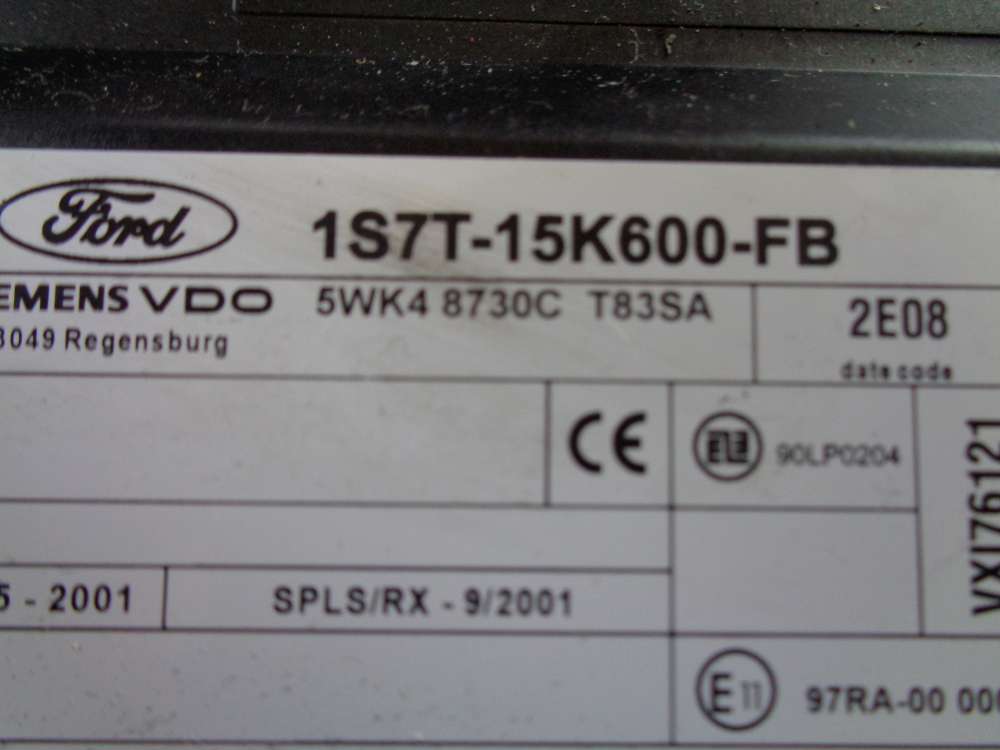 Ford
1S7T-15K600-FB
EMENS VDO
5WK4 8730C T83SA
2E08
3049 Regensburg
date code
CE
90LP0204
VXI76121
5 - 2001
SPLS/RX - 9/2001
E11
97RA-00 000